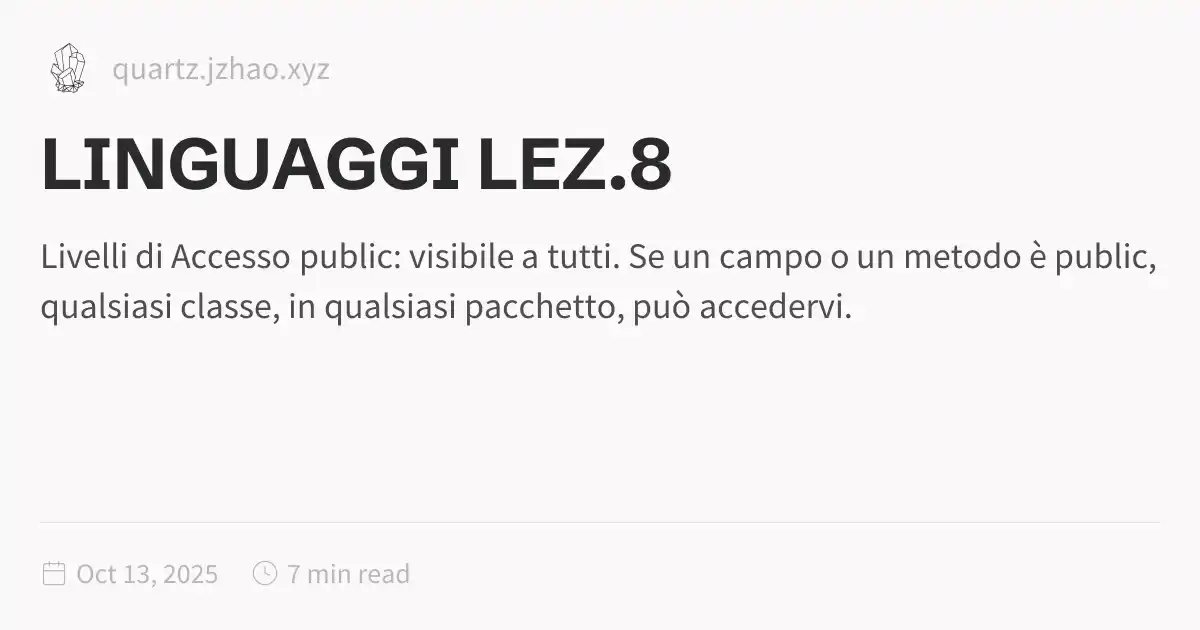 quartz.jzhao.xyz
LINGUAGGI LEZ.8
Livelli di Accesso public: visibile a tutti. Se un campo o un metodo è public,
qualsiasi classe, in qualsiasi pacchetto, può accedervi.
Oct 13, 2025 7 min read